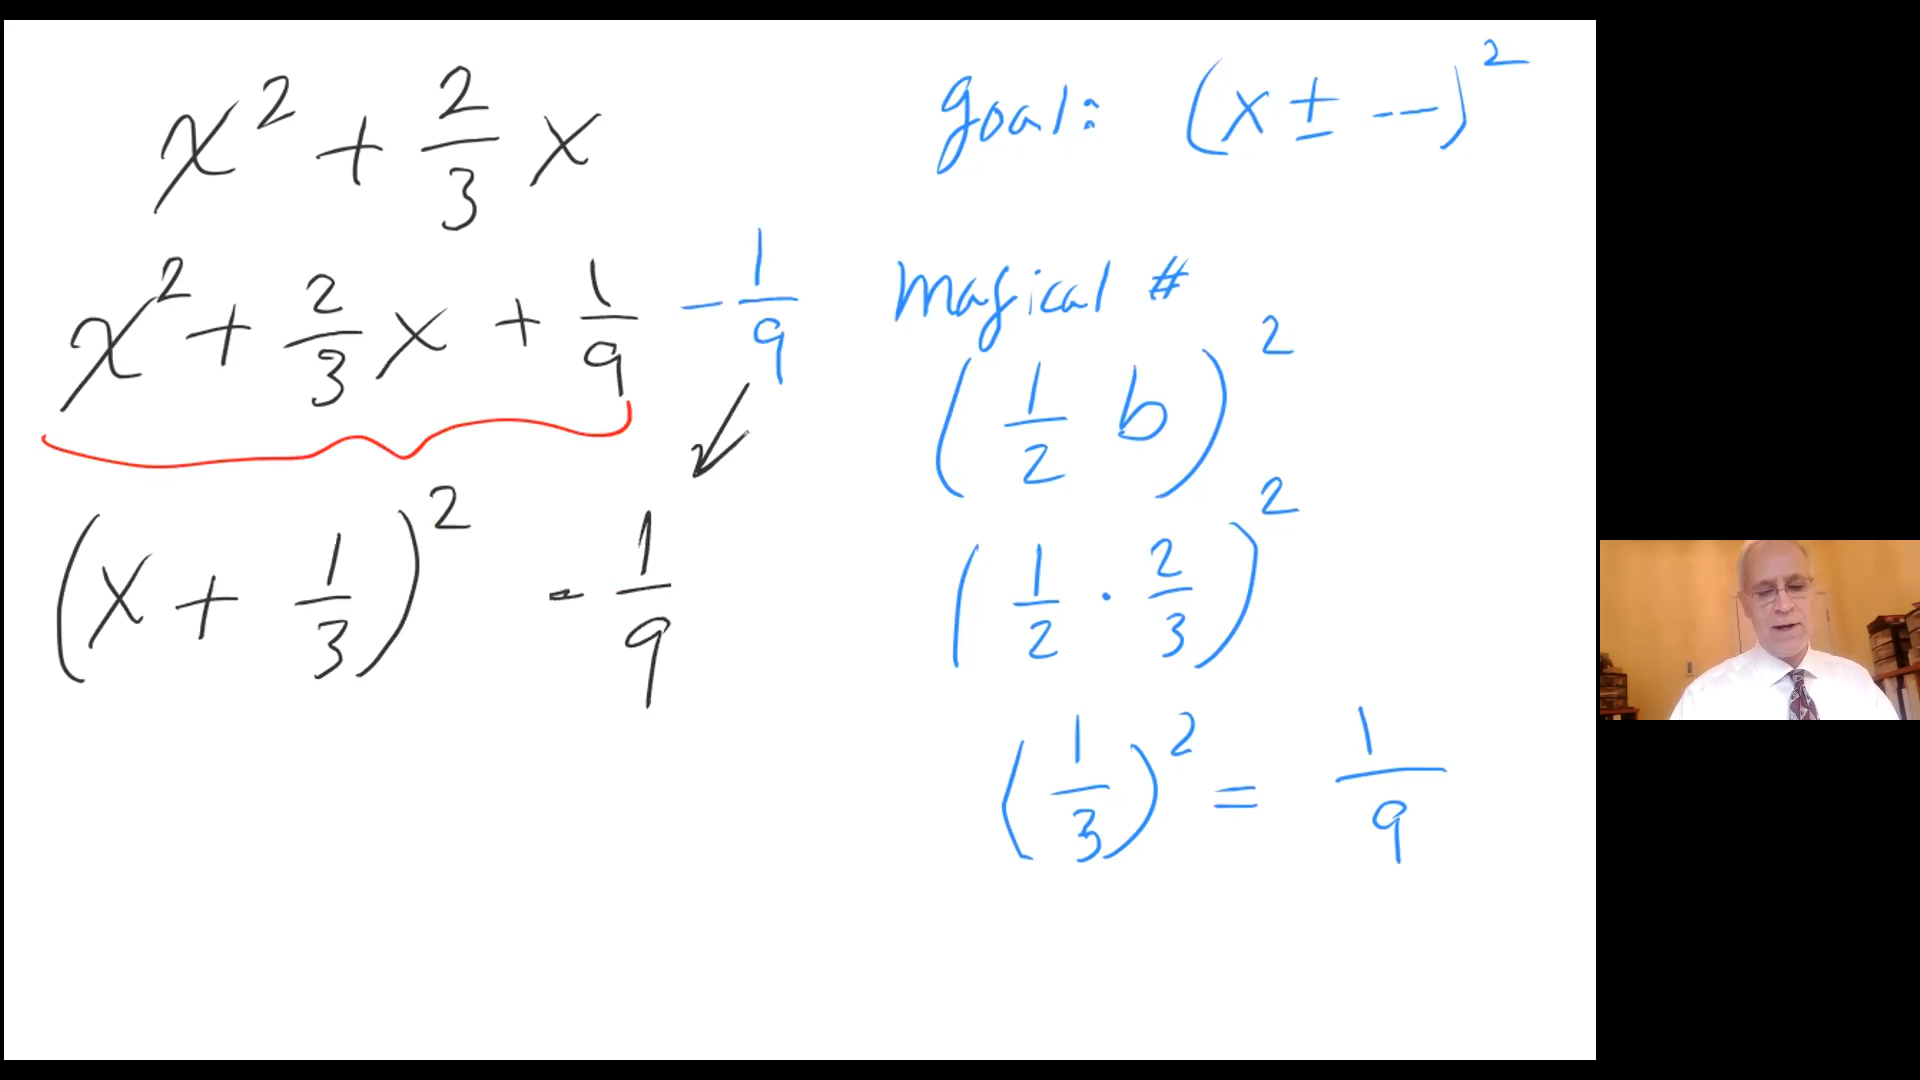 x² + 2/3 x
x² + 2/3 x + 1/9 - 1/9
(x + 1/3)² - 1/9
goal: (x ± --)²
magical #
(1/2 b)²
(1/2 · 2/3)²
(1/3)² = 1/9